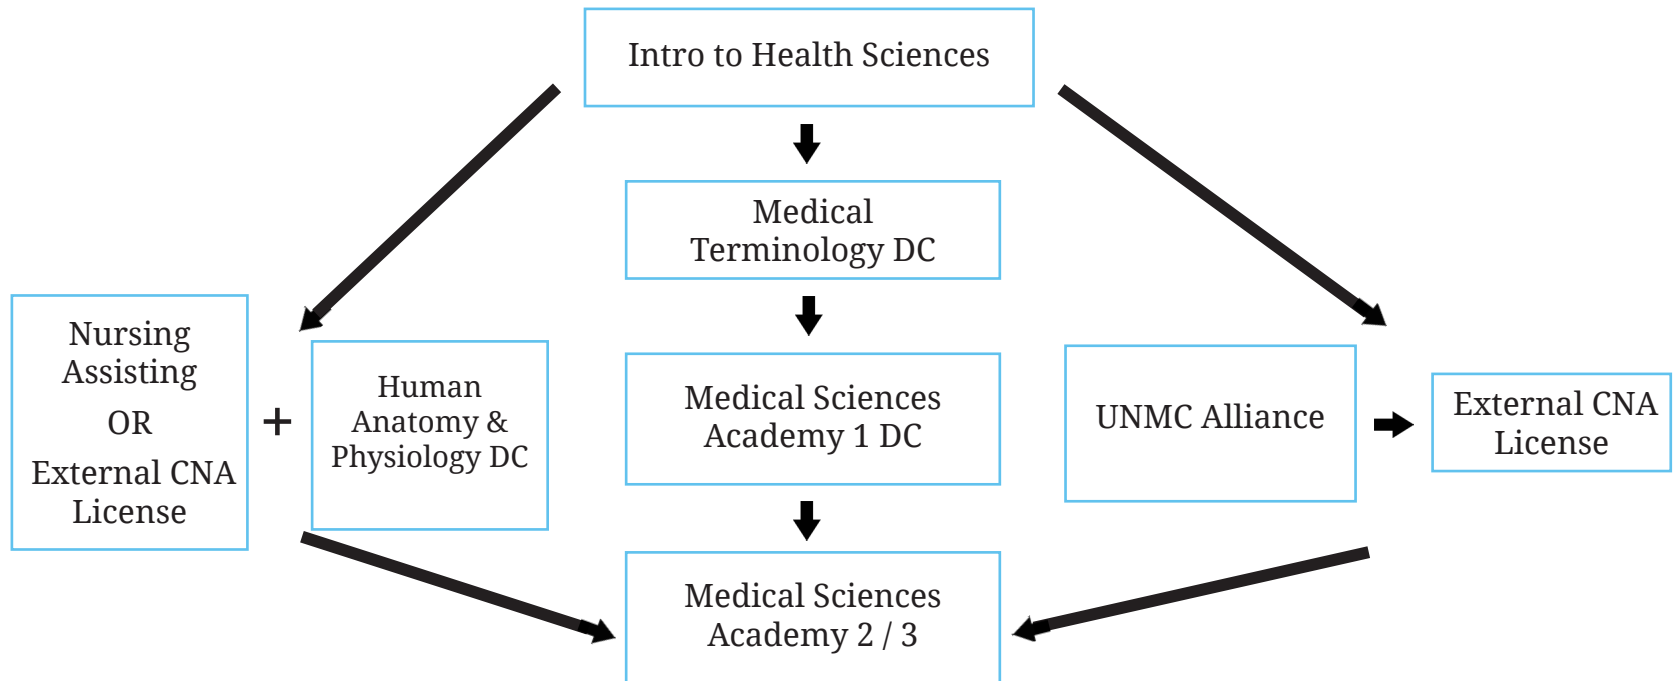 Intro to Health Sciences
Medical
Terminology DC
Nursing
Assisting
OR
External CNA
License
+
Human
Anatomy &
Physiology DC
Medical Sciences
Academy 1 DC
UNMC Alliance
External CNA
License
Medical Sciences
Academy 2 / 3